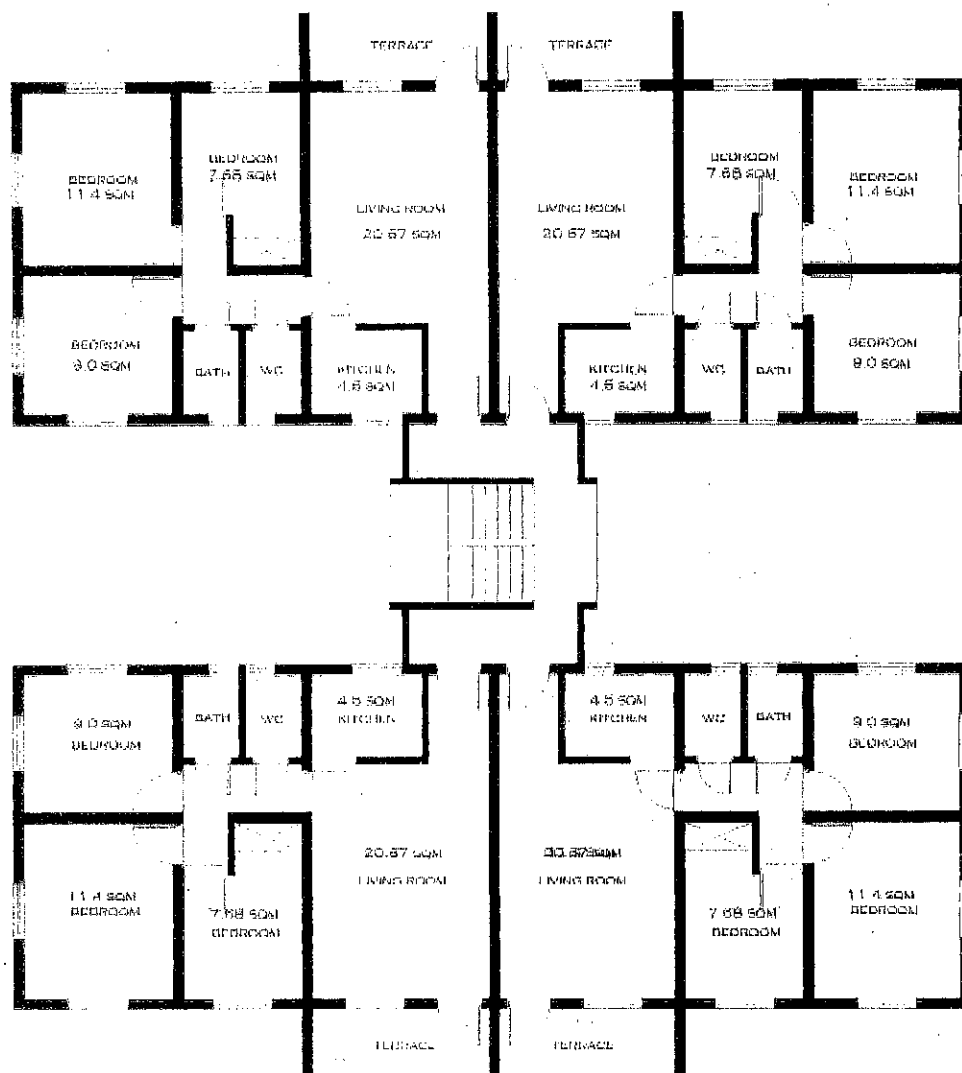 TERRACE
TERRACE
BEDROOM
11.4 SQM
BEDROOM
7.68 SQM
LIVING ROOM
20.67 SQM
LIVING ROOM
20.67 SQM
BEDROOM
7.68 SQM
BEDROOM
11.4 SQM
BEDROOM
9.0 SQM
BATH
WC
KITCHEN
4.5 SQM
KITCHEN
4.5 SQM
WC
BATH
BEDROOM
9.0 SQM
9.0 SQM
BEDROOM
BATH
WC
4.5 SQM
KITCHEN
4.5 SQM
KITCHEN
WC
BATH
9.0 SQM
BEDROOM
11.4 SQM
BEDROOM
7.68 SQM
BEDROOM
20.67 SQM
LIVING ROOM
LIVING ROOM
7.68 SQM
BEDROOM
11.4 SQM
BEDROOM
TERRACE
TERRACE